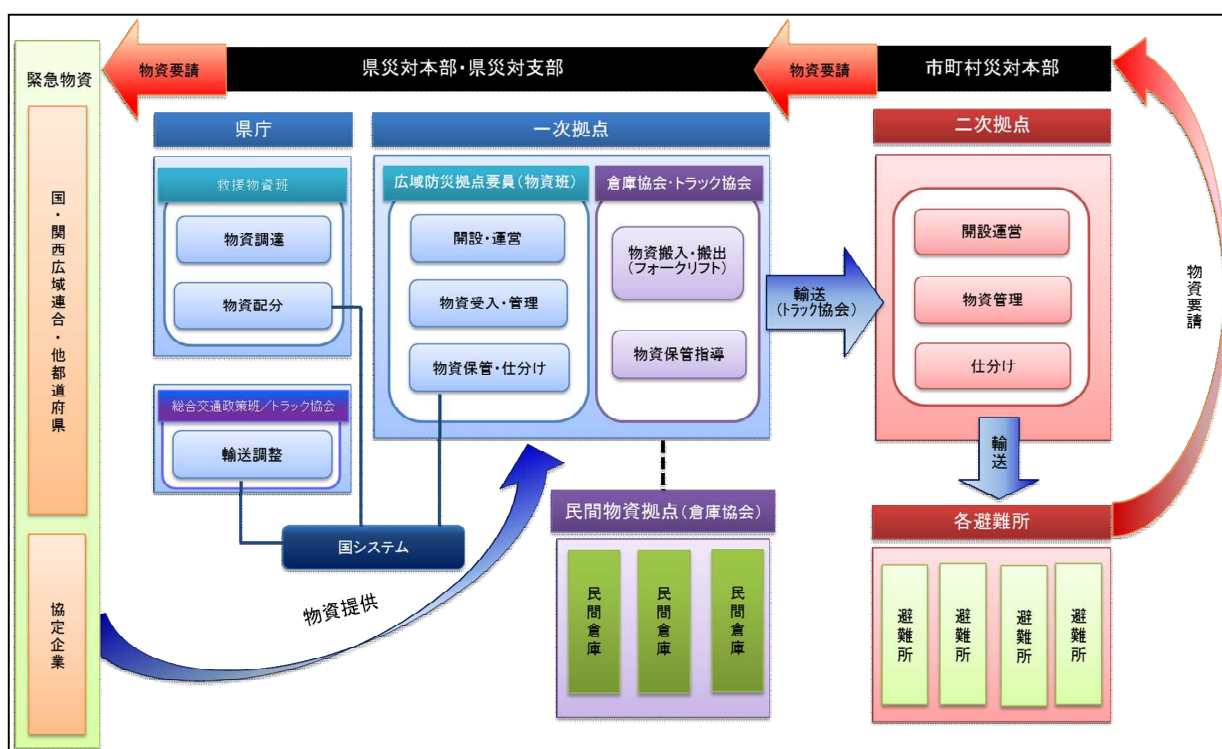 緊急物資
国・関西広域連合・他都道府県
協定企業
物資要請
県災対本部・県災対支部
物資要請
市町村災対本部
物資要請
県庁
救援物資班
物資調達
物資配分
総合交通政策班/トラック協会
輸送調整
国システム
物資提供
一次拠点
広域防災拠点要員(物資班)
開設・運営
物資受入・管理
物資保管・仕分け
倉庫協会・トラック協会
物資搬入・搬出
(フォークリフト)
物資保管指導
輸送
(トラック協会)
民間物資拠点(倉庫協会)
民間倉庫
民間倉庫
民間倉庫
二次拠点
開設運営
物資管理
仕分け
輸送
各避難所
避難所
避難所
避難所
避難所